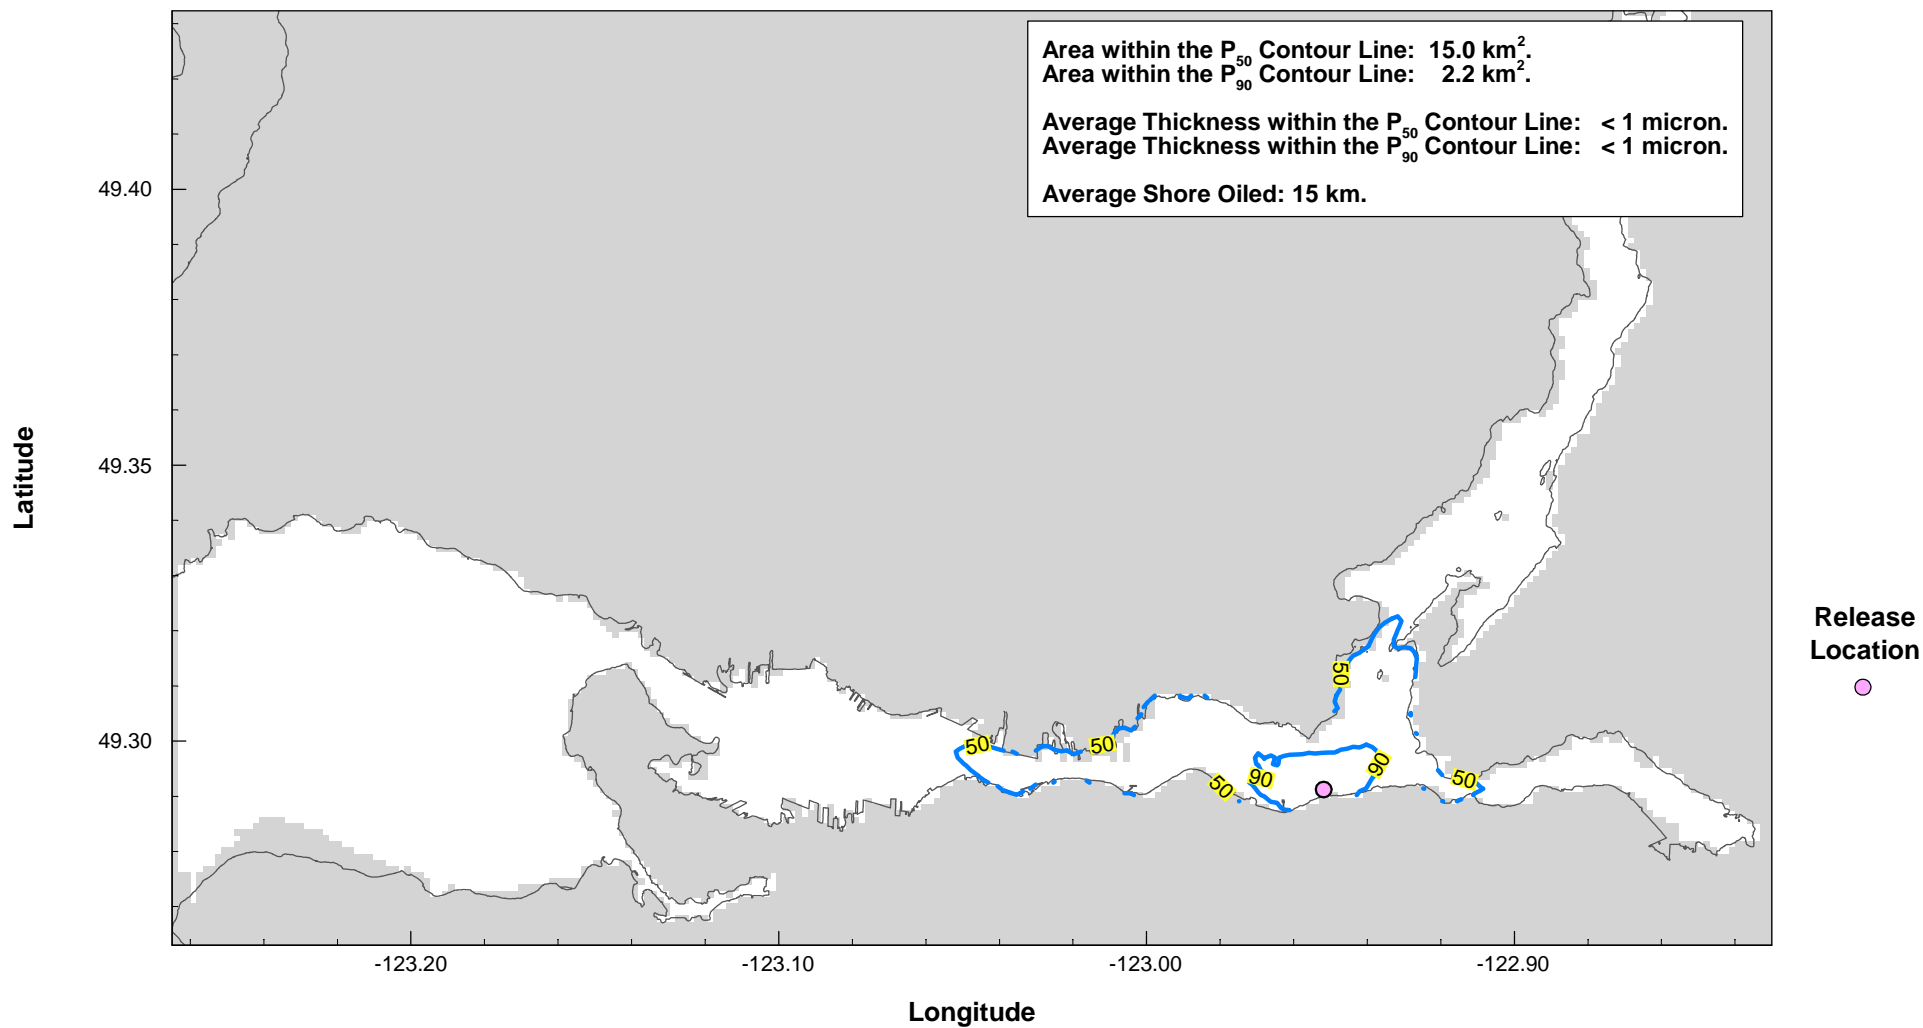 Area within the P50 Contour Line: 15.0 km2.
Area within the P90 Contour Line: 2.2 km2.
Average Thickness within the P50 Contour Line: < 1 micron.
Average Thickness within the P90 Contour Line: < 1 micron.
Average Shore Oiled: 15 km.
49.40
49.35
49.30
Latitude
50
50
50
50
50
90
90
Release
Location
-123.20
-123.10
-123.00
-122.90
Longitude